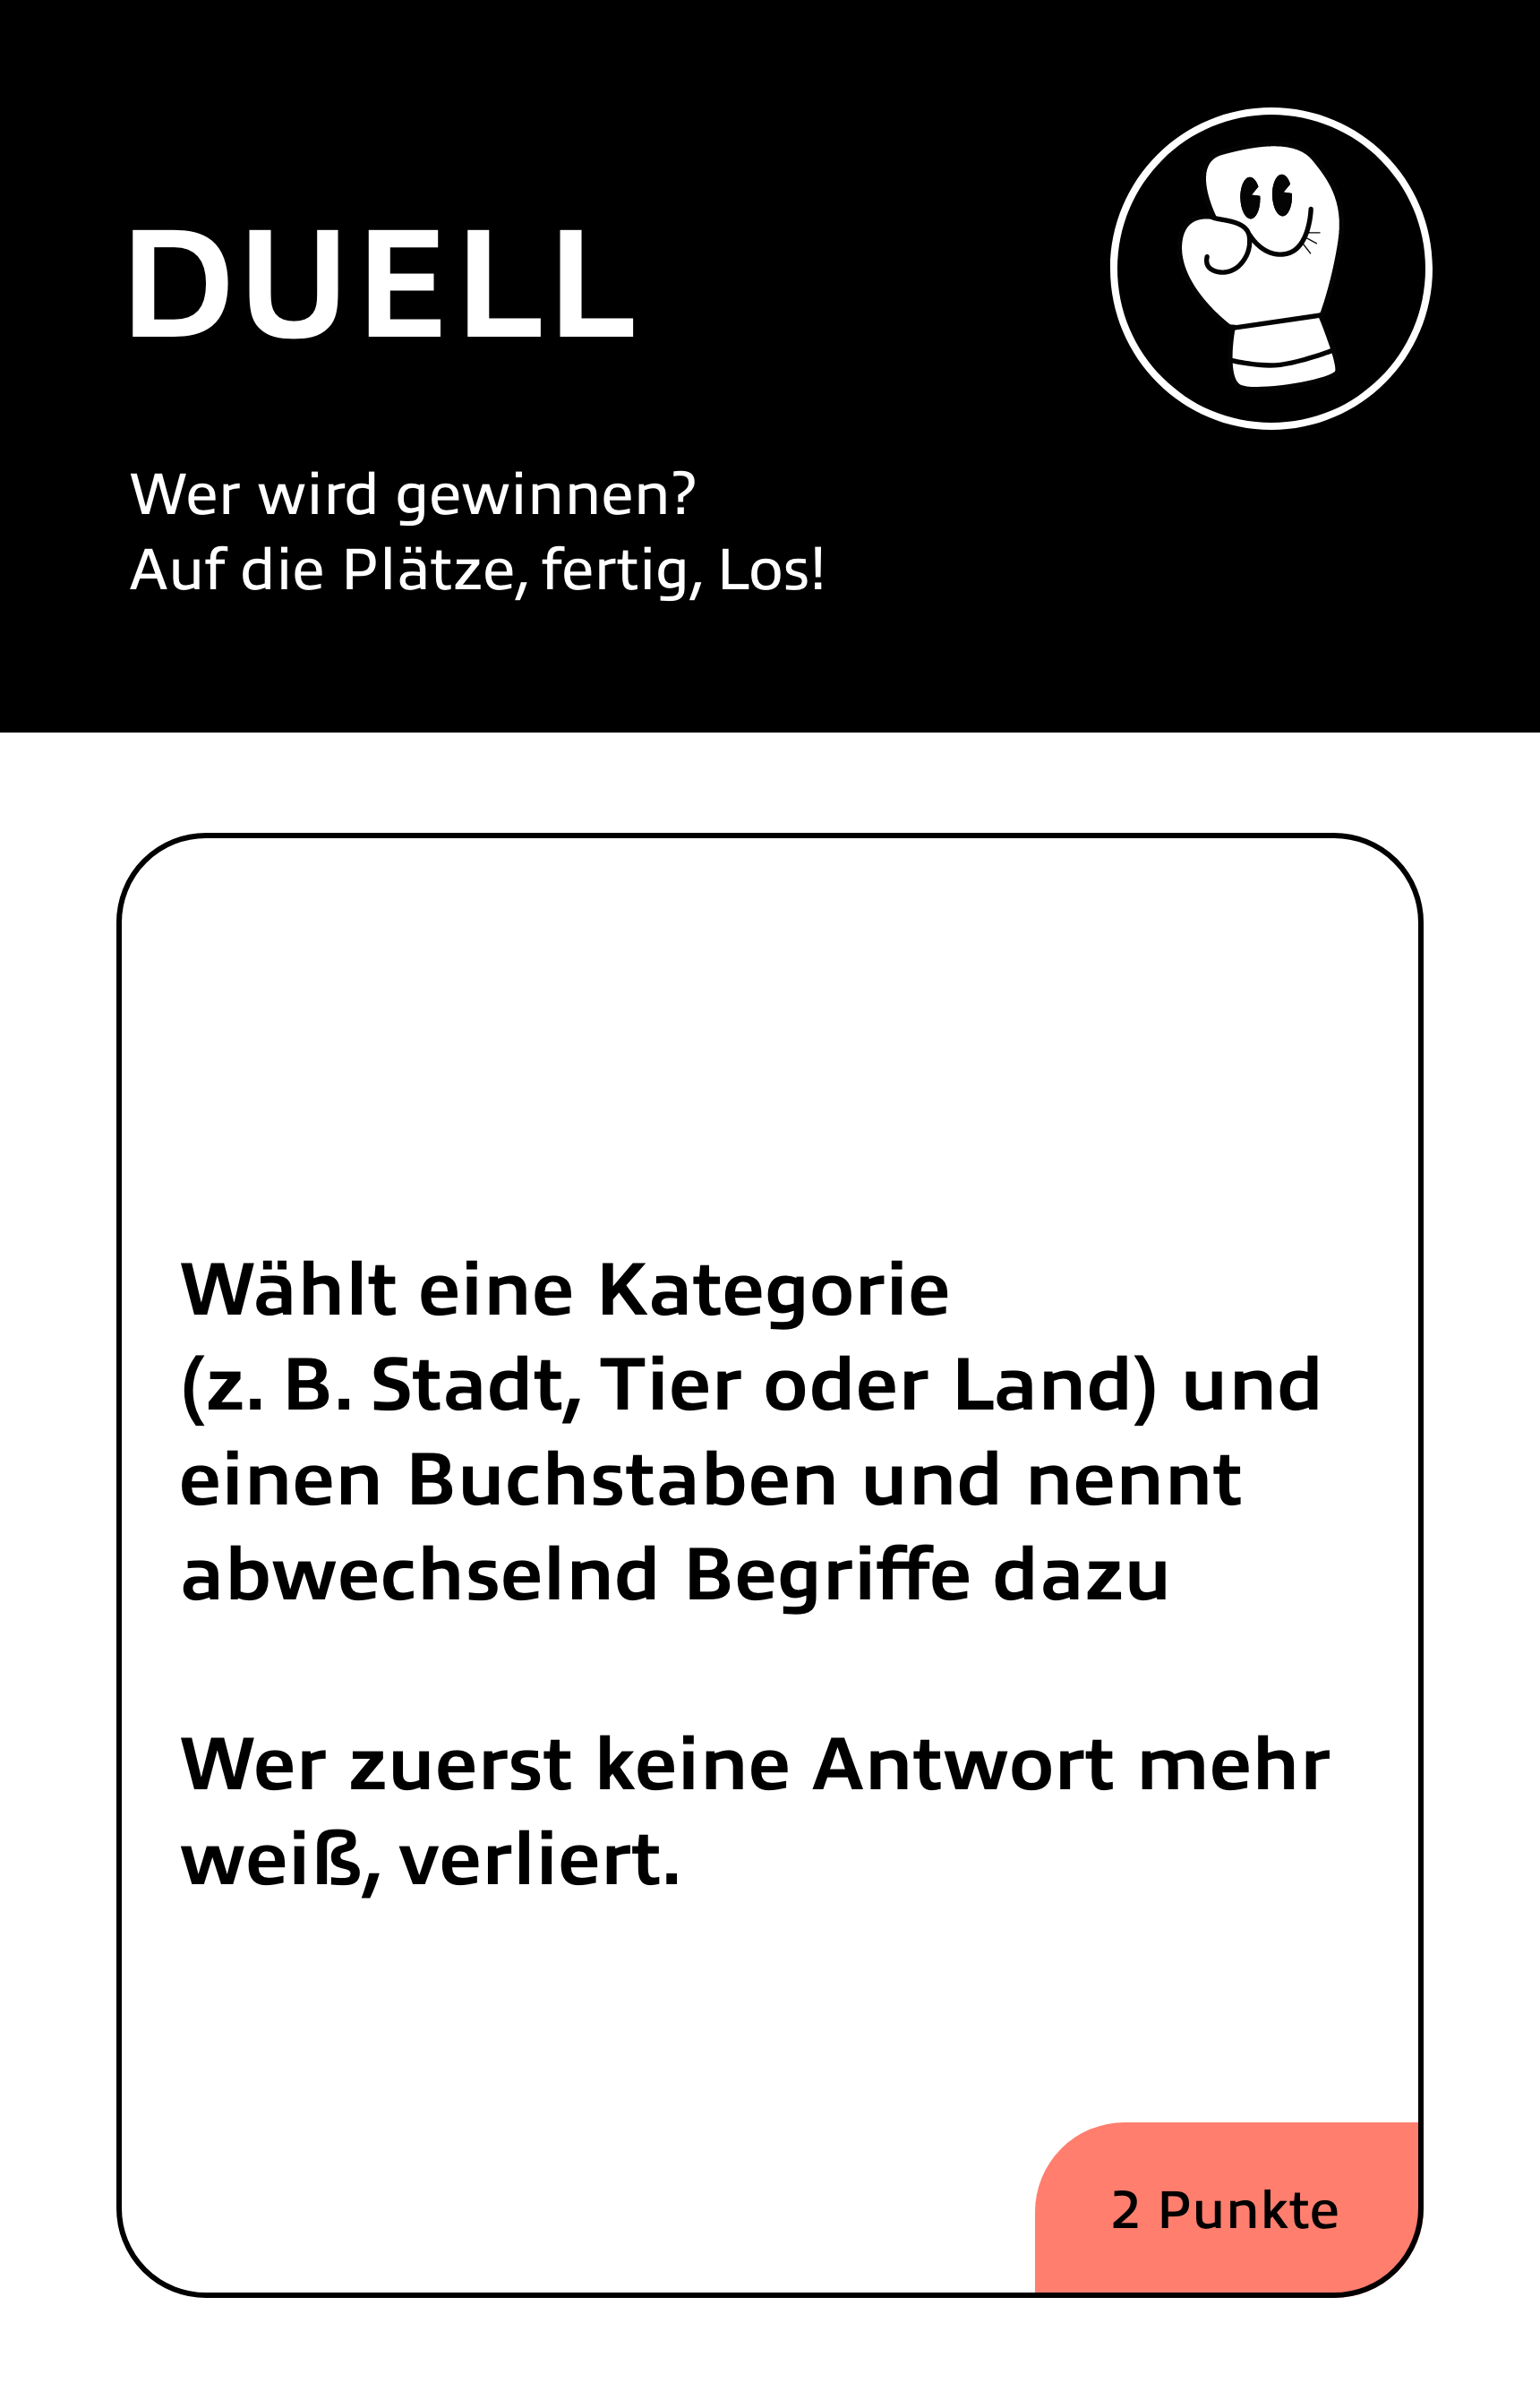 DUELL
Wer wird gewinnen?
Auf die Plätze, fertig, Los!
Wählt eine Kategorie
(z. B. Stadt, Tier oder Land) und
einen Buchstaben und nennt
abwechselnd Begriffe dazu
Wer zuerst keine Antwort mehr
weiß, verliert.
2 Punkte